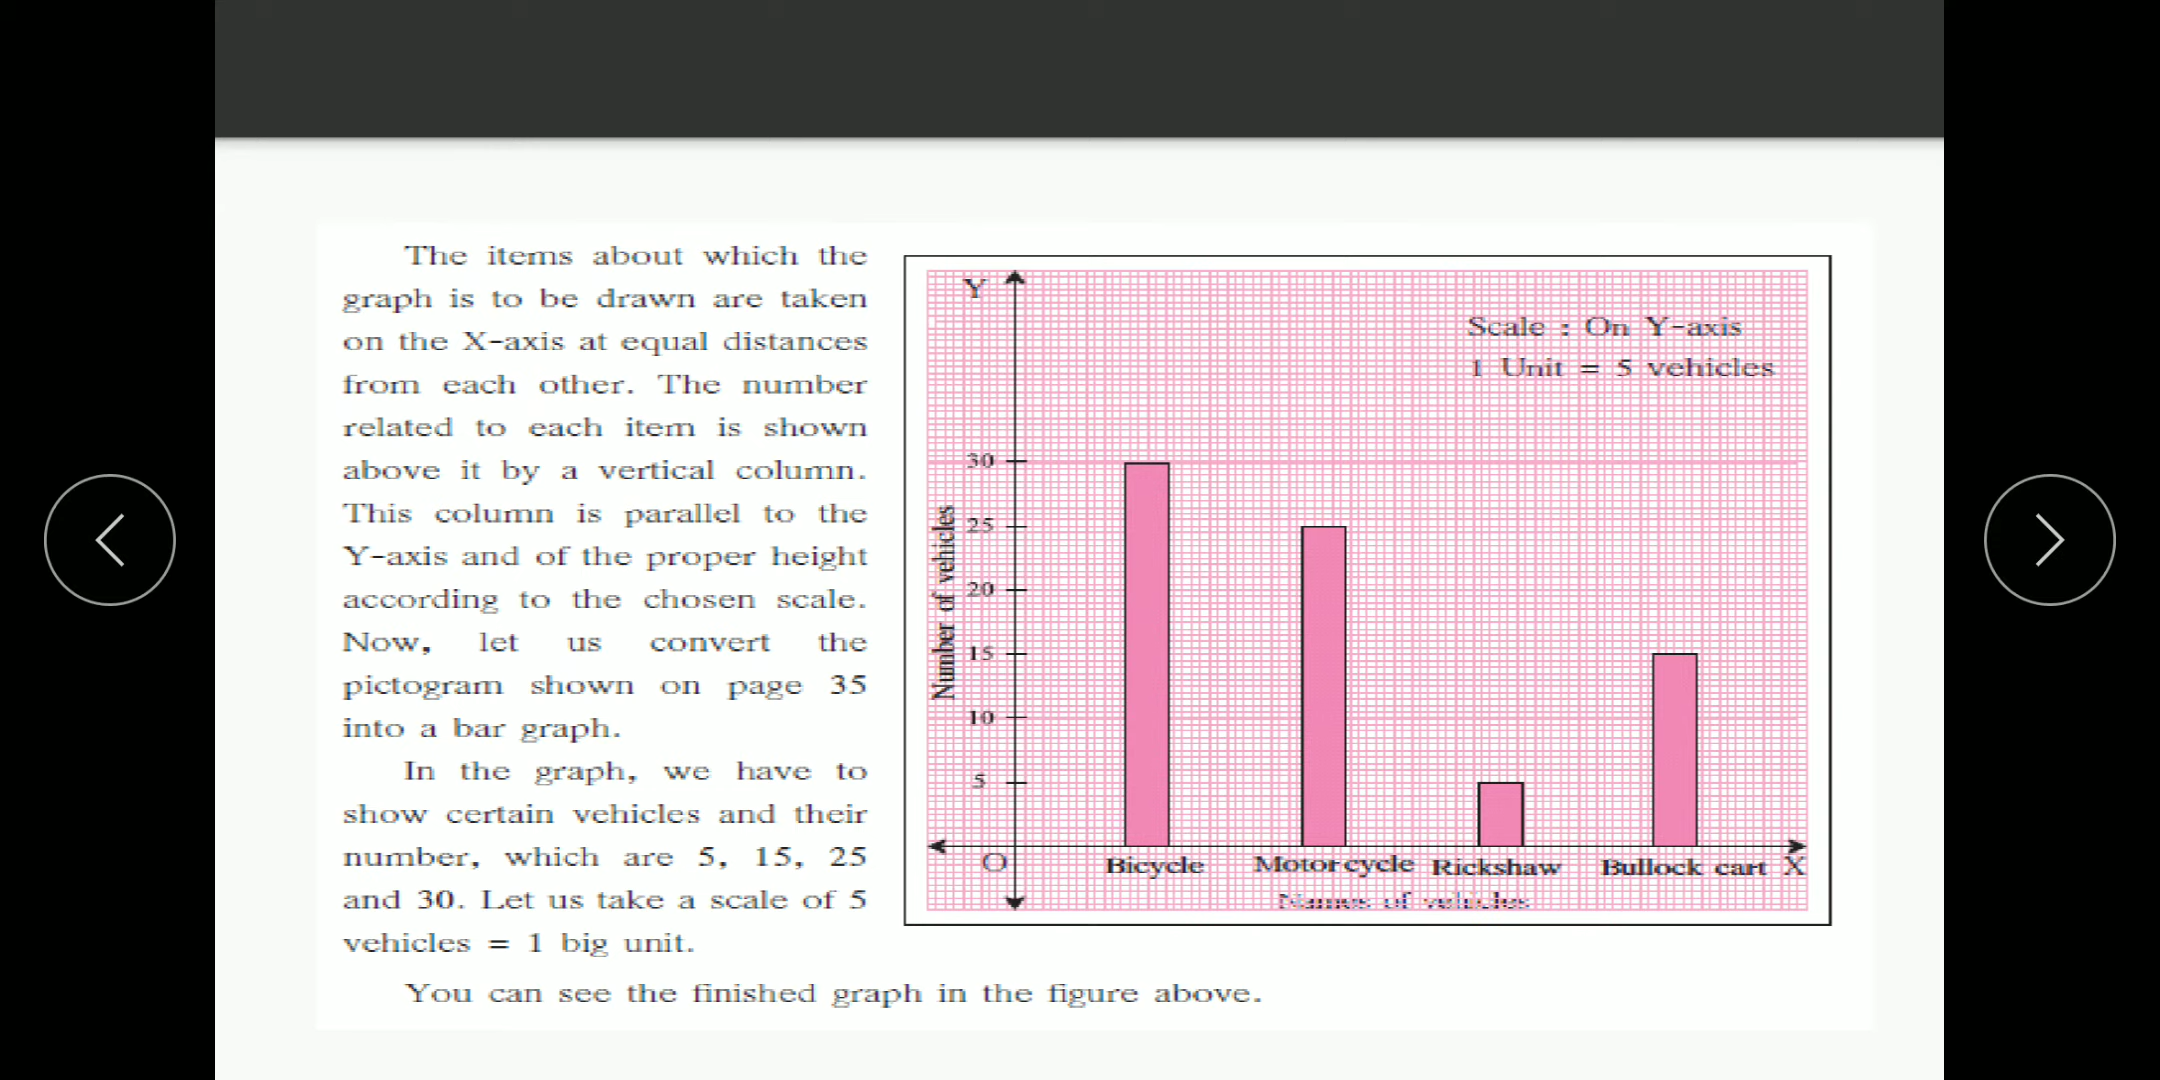 The items about which the
graph is to be drawn are taken
on the X-axis at equal distances
from each other. The number
related to each item is shown
above it by a vertical column.
This column is parallel to the
Y-axis and of the proper height
according to the chosen scale.
Now, let us convert the
pictogram shown on page 35
into a bar graph.
In the graph, we have to
show certain vehicles and their
number, which are 5, 15, 25
and 30. Let us take a scale of 5
vehicles = 1 big unit.
You can see the finished graph in the figure above.
Y
Scale : On Y-axis
1 Unit = 5 vehicles
30
25
20
15
10
5
Number of vehicles
O
Bicycle Motor cycle Rickshaw Bullock cart X
Names of vehicles